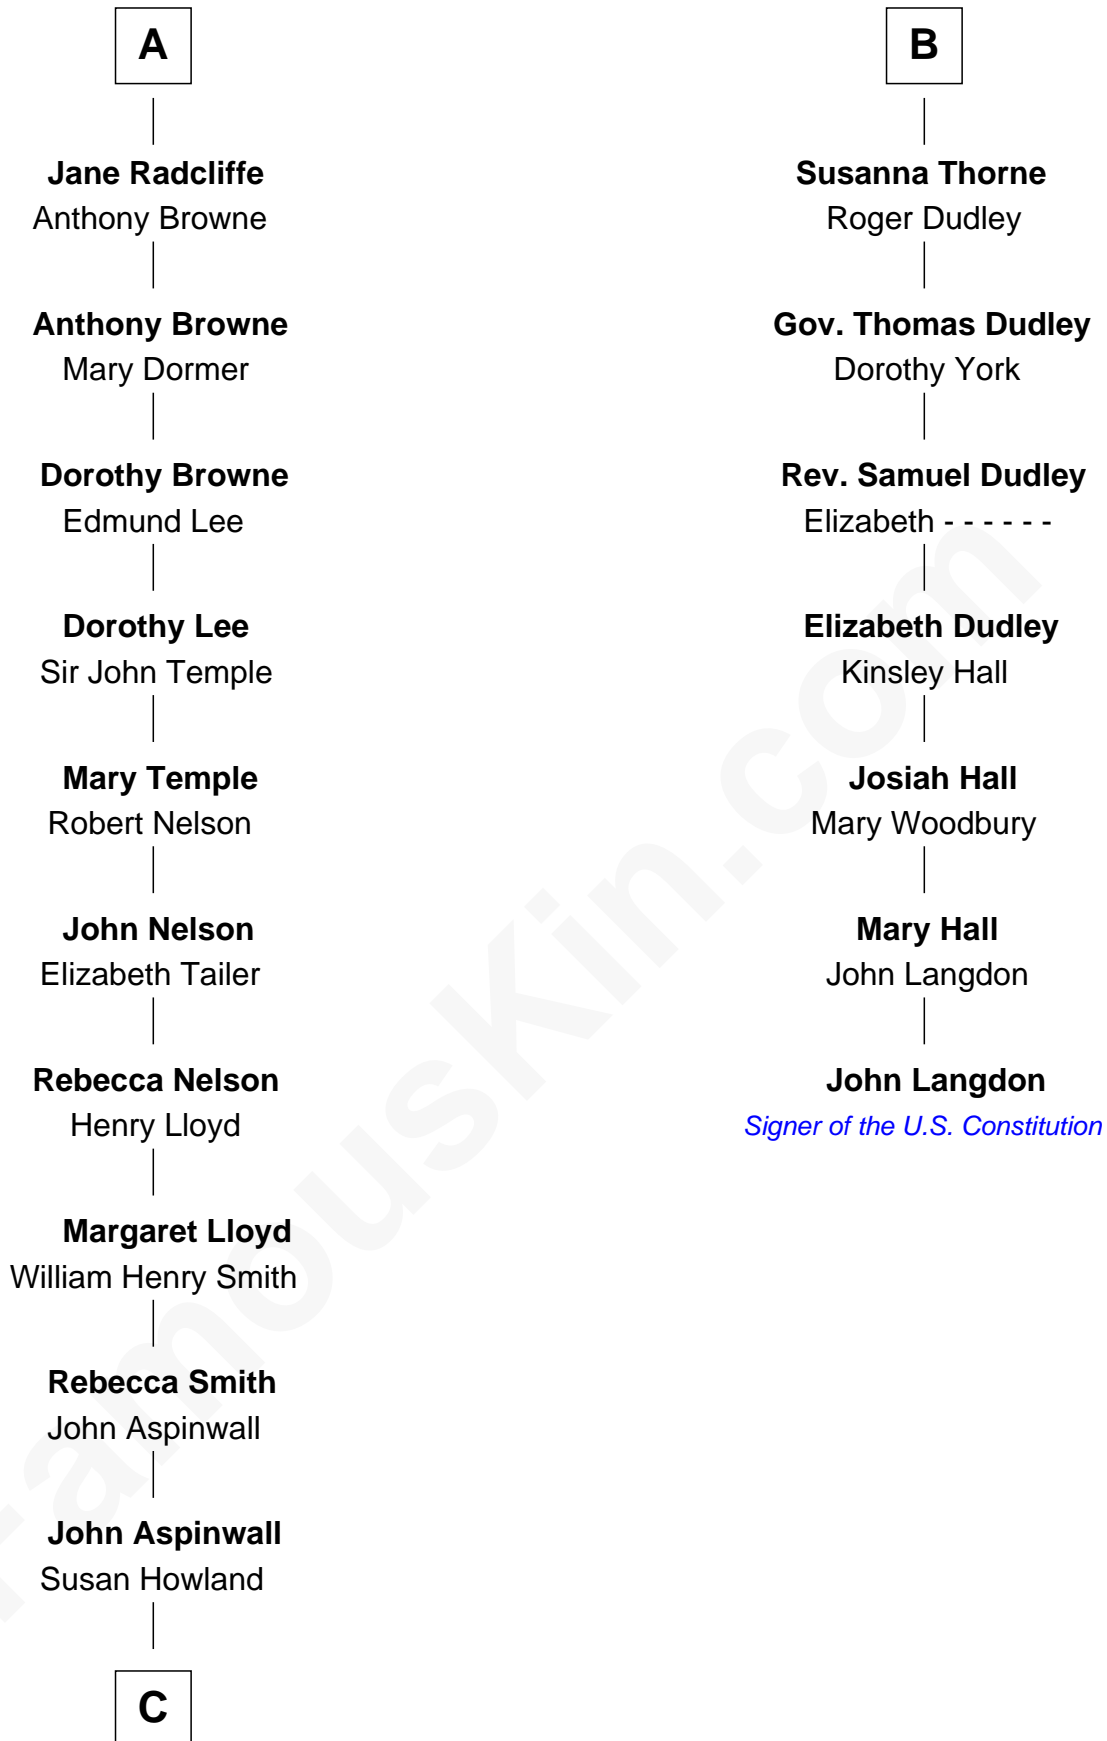 A
Jane Radcliffe
Anthony Browne
Anthony Browne
Mary Dormer
Dorothy Browne
Edmund Lee
Dorothy Lee
Sir John Temple
Mary Temple
Robert Nelson
John Nelson
Elizabeth Tailer
Rebecca Nelson
Henry Lloyd
Margaret Lloyd
William Henry Smith
Rebecca Smith
John Aspinwall
John Aspinwall
Susan Howland
C
B
Susanna Thorne
Roger Dudley
Gov. Thomas Dudley
Dorothy York
Rev. Samuel Dudley
Elizabeth - - - - - -
Elizabeth Dudley
Kinsley Hall
Josiah Hall
Mary Woodbury
Mary Hall
John Langdon
John Langdon
Signer of the U.S. Constitution
FamousKin.com